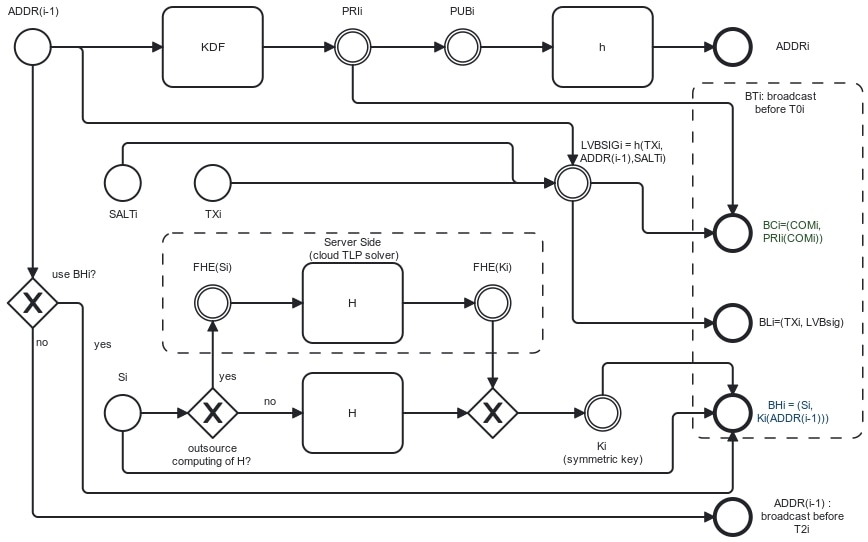 ADDR(i-1)
PRIi
PUBi
KDF
h
ADDRi
BTi: broadcast
before T0i
LVBSIGi = h(TXi,
ADDR(i-1),SALTi)
SALTi
TXi
BCi=(COMi,
PRIi(COMi))
Server Side
(cloud TLP solver)
FHE(Si)
FHE(Ki)
H
use BHi?
X
BLi=(TXi, LVBsig)
no
yes
Si
yes
no
X
H
X
BHi = (Si,
Ki(ADDR(i-1)))
outsource
computing of H?
Ki
(symmetric key)
ADDR(i-1) :
broadcast before
T2i